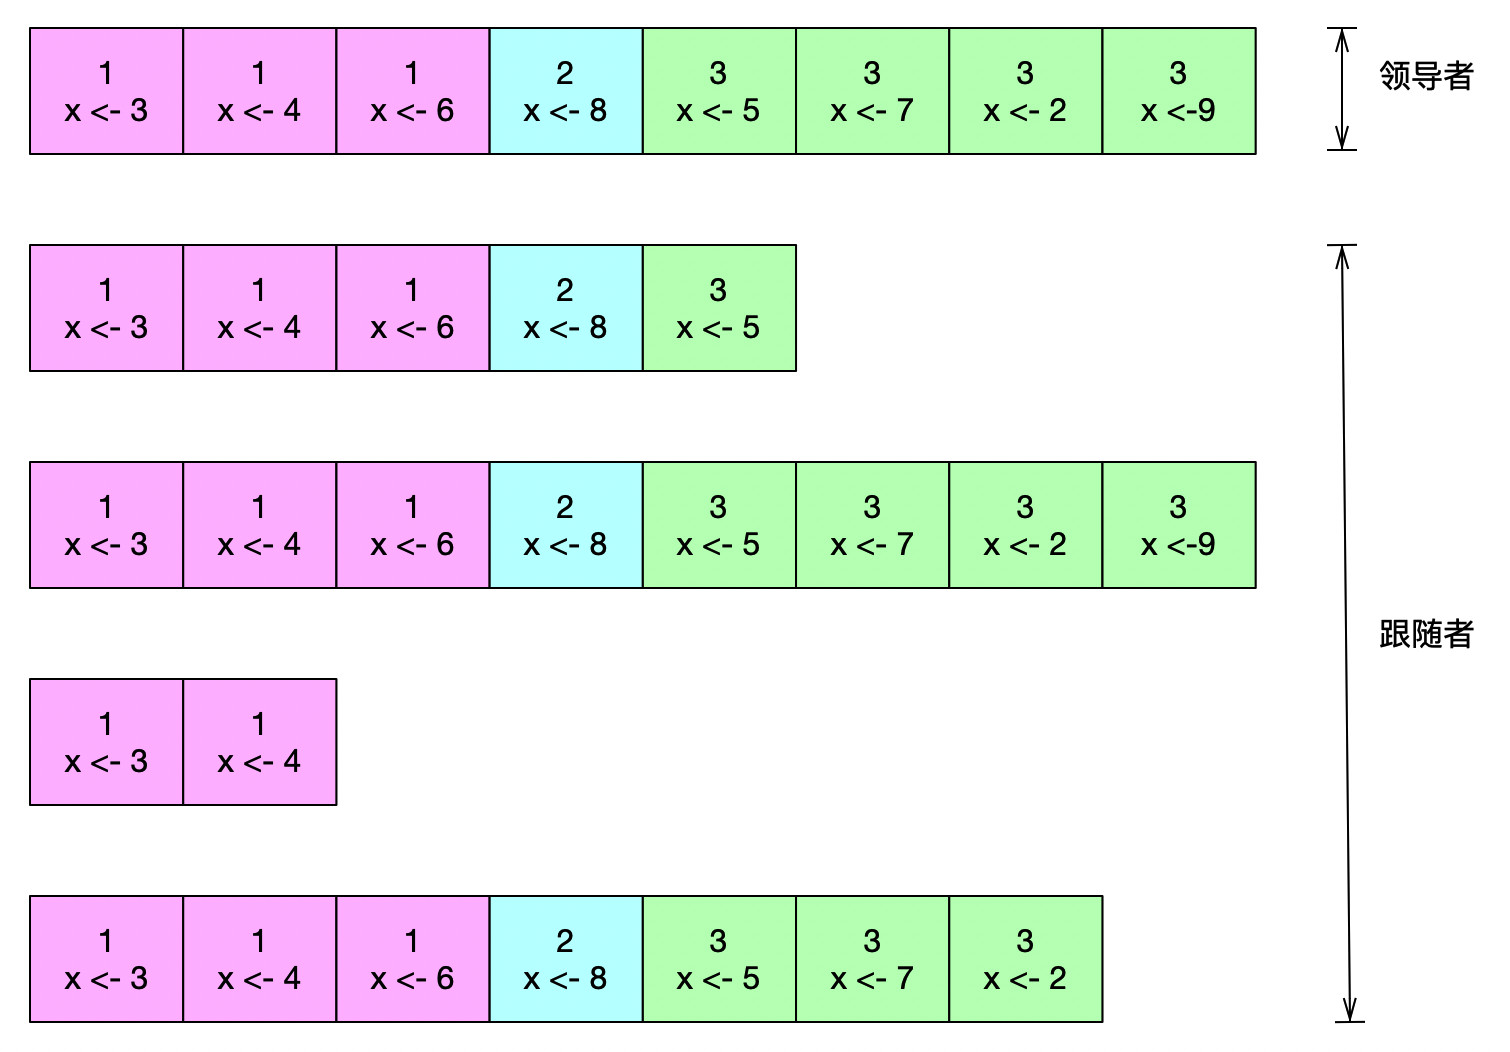 1 1 1 2 3 3 3 3
x <- 3 x <- 4 x <- 6 x <- 8 x <- 5 x <- 7 x <- 2 x <-9
领导者
1 1 1 2 3
x <- 3 x <- 4 x <- 6 x <- 8 x <- 5
1 1 1 2 3 3 3 3
x <- 3 x <- 4 x <- 6 x <- 8 x <- 5 x <- 7 x <- 2 x <-9
跟随者
1 1
x <- 3 x <- 4
1 1 1 2 3 3 3
x <- 3 x <- 4 x <- 6 x <- 8 x <- 5 x <- 7 x <- 2